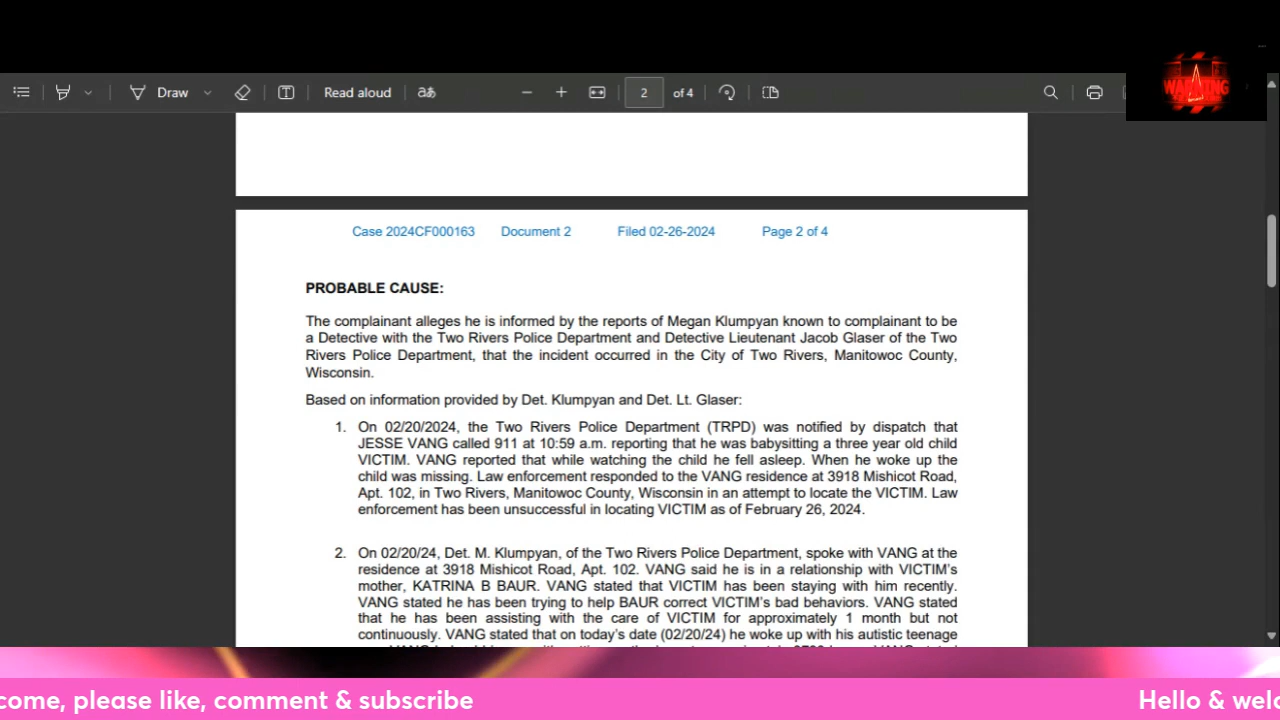 Draw
Read aloud
aあ
2
of 4
WARNING
Case 2024CF000163 Document 2 Filed 02-26-2024 Page 2 of 4
PROBABLE CAUSE:
The complainant alleges he is informed by the reports of Megan Klumpyan known to complainant to be
a Detective with the Two Rivers Police Department and Detective Lieutenant Jacob Glaser of the Two
Rivers Police Department, that the incident occurred in the City of Two Rivers, Manitowoc County,
Wisconsin.
Based on information provided by Det. Klumpyan and Det. Lt. Glaser:
1. On 02/20/2024, the Two Rivers Police Department (TRPD) was notified by dispatch that
JESSE VANG called 911 at 10:59 a.m. reporting that he was babysitting a three year old child
VICTIM. VANG reported that while watching the child he fell asleep. When he woke up the
child was missing. Law enforcement responded to the VANG residence at 3918 Mishicot Road,
Apt. 102, in Two Rivers, Manitowoc County, Wisconsin in an attempt to locate the VICTIM. Law
enforcement has been unsuccessful in locating VICTIM as of February 26, 2024.
2. On 02/20/24, Det. M. Klumpyan, of the Two Rivers Police Department, spoke with VANG at the
residence at 3918 Mishicot Road, Apt. 102. VANG said he is in a relationship with VICTIM's
mother, KATRINA B BAUR. VANG stated that VICTIM has been staying with him recently.
VANG stated he has been trying to help BAUR correct VICTIM's bad behaviors. VANG stated
that he has been assisting with the care of VICTIM for approximately 1 month but not
continuously. VANG stated that on today's date (02/20/24) he woke up with his autistic teenage
come, please like, comment & subscribe
Hello & welc